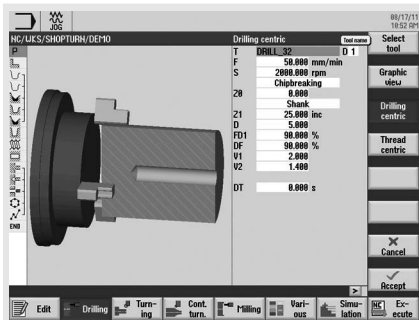 JOG
08/17/11
10:52 AM
NC/WKS/SHOPTURN/DEMO
Drilling centric
Tool name
T DRILL_32 D 1
F 50.000 mm/min
S 2000.000 rpm
Chipbreaking
Z0 0.000
Shank
Z1 25.000 inc
D 5.000
FD1 90.000 %
DF 90.000 %
V1 2.000
V2 1.400
DT 0.000 s
P
END
Select tool
Graphic view
Drilling centric
Thread centric
Cancel
Accept
Edit
Drilling
Turn-
ing
Cont.
turn.
Milling
Vari-
ous
Simu-
lation
NC
Ex-
ecute